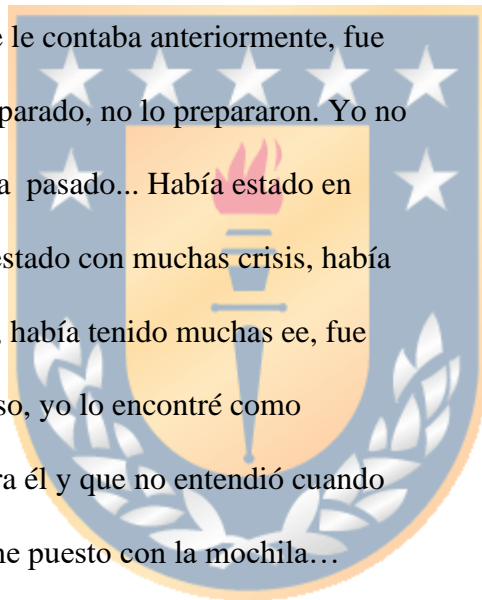 e le contaba anteriormente, fue
parado, no lo prepararon. Yo no
a pasado... Había estado en
estado con muchas crisis, había
, había tenido muchas ee, fue
so, yo lo encontré como
ra él y que no entendió cuando
ne puesto con la mochila…